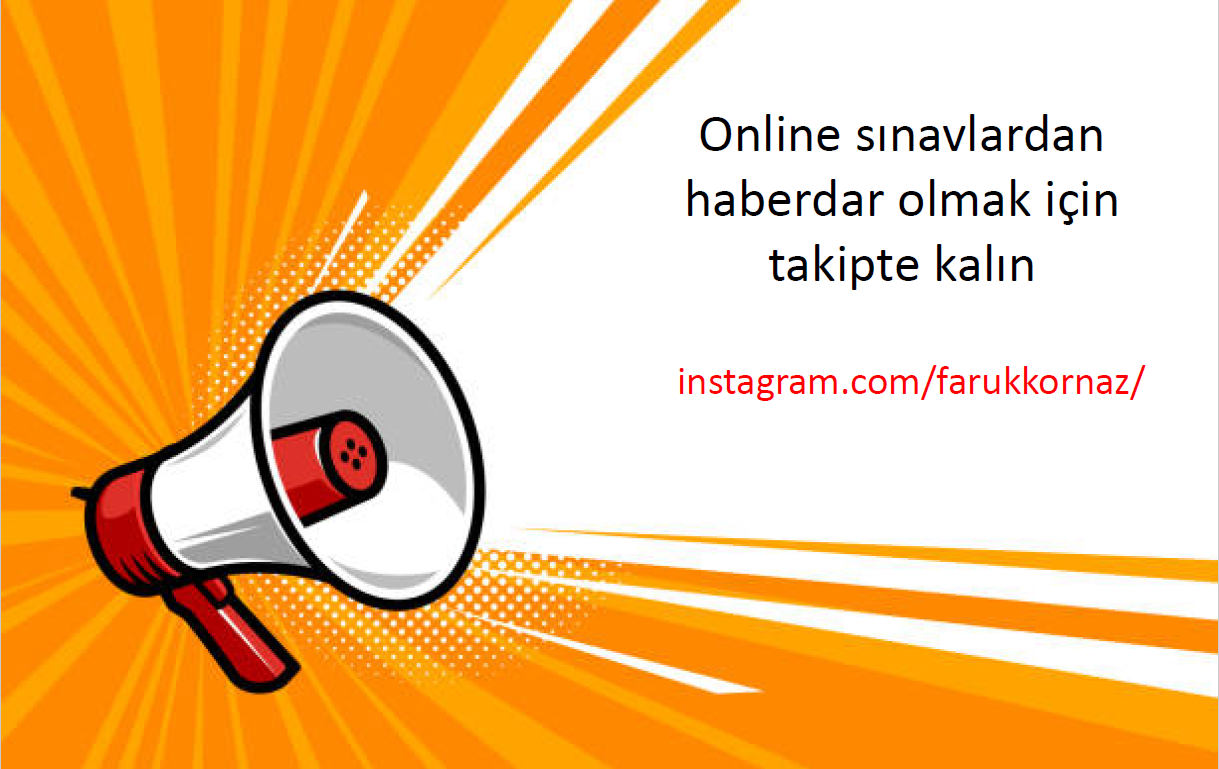 Online sınavlardan
haberdar olmak için
takipte kalın
instagram.com/farukkornaz/